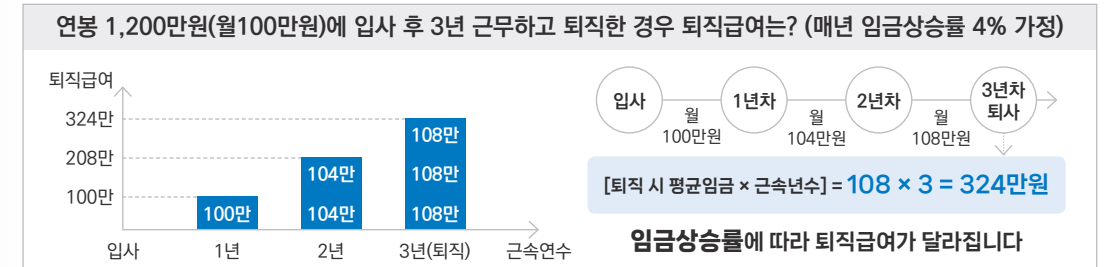 연봉 1,200만원(월100만원)에 입사 후 3년 근무하고 퇴직한 경우 퇴직급여는? (매년 임금상승률 4% 가정)
퇴직급여
324만
208만
100만
100만
104만
104만
108만
108만
108만
입사
1년
2년
3년(퇴직)
근속연수
입사
1년차
2년차
3년차
퇴사
월
100만원
월
104만원
월
108만원
[퇴직 시 평균임금 × 근속년수] = 108 × 3 = 324만원
임금상승률에 따라 퇴직급여가 달라집니다